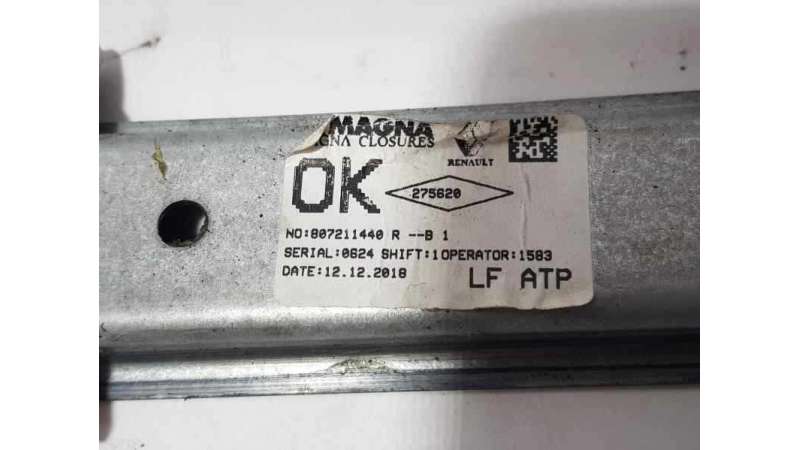 MAGNA
GNA CLOSURES
RENAULT
OK
275620
NO:807211440 R --B 1
SERIAL:0624 SHIFT:1OPERATOR:1583
DATE:12.12.2018
LF ATP